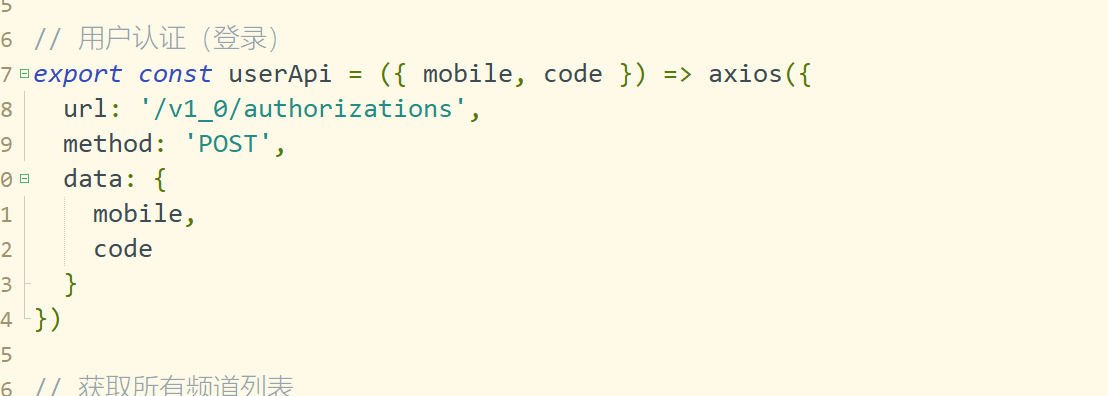 5
6 // 用户认证（登录）
7 export const userApi = ({ mobile, code }) => axios({
8 url: '/v1_0/authorizations',
9 method: 'POST',
0 data: {
1 mobile,
2 code
3 }
4 })
5
6 // 获取所有频道列表